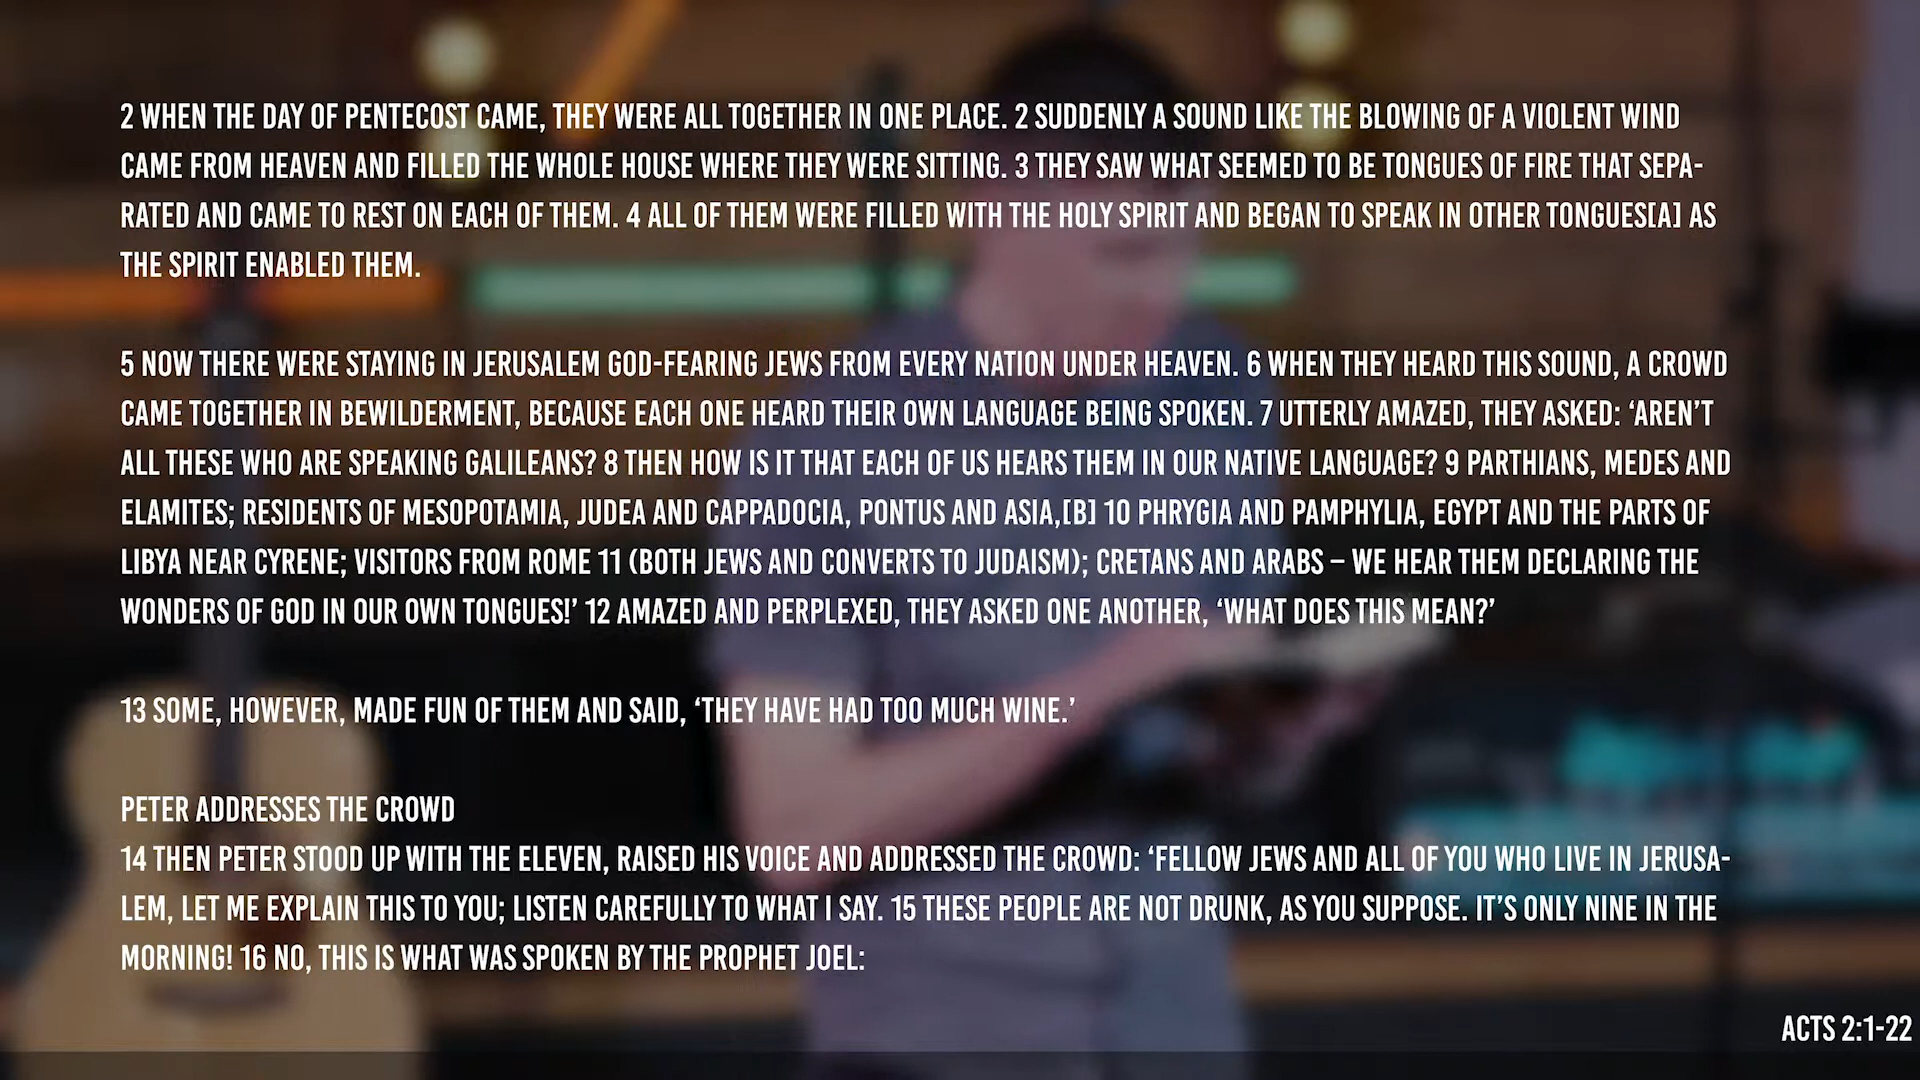 2 WHEN THE DAY OF PENTECOST CAME, THEY WERE ALL TOGETHER IN ONE PLACE. 2 SUDDENLY A SOUND LIKE THE BLOWING OF A VIOLENT WIND
CAME FROM HEAVEN AND FILLED THE WHOLE HOUSE WHERE THEY WERE SITTING. 3 THEY SAW WHAT SEEMED TO BE TONGUES OF FIRE THAT SEPA-
RATED AND CAME TO REST ON EACH OF THEM. 4 ALL OF THEM WERE FILLED WITH THE HOLY SPIRIT AND BEGAN TO SPEAK IN OTHER TONGUES[A] AS
THE SPIRIT ENABLED THEM.
5 NOW THERE WERE STAYING IN JERUSALEM GOD-FEARING JEWS FROM EVERY NATION UNDER HEAVEN. 6 WHEN THEY HEARD THIS SOUND, A CROWD
CAME TOGETHER IN BEWILDERMENT, BECAUSE EACH ONE HEARD THEIR OWN LANGUAGE BEING SPOKEN. 7 UTTERLY AMAZED, THEY ASKED: ‘AREN’T
ALL THESE WHO ARE SPEAKING GALILEANS? 8 THEN HOW IS IT THAT EACH OF US HEARS THEM IN OUR NATIVE LANGUAGE? 9 PARTHIANS, MEDES AND
ELAMITES; RESIDENTS OF MESOPOTAMIA, JUDEA AND CAPPADOCIA, PONTUS AND ASIA,[B] 10 PHRYGIA AND PAMPHYLIA, EGYPT AND THE PARTS OF
LIBYA NEAR CYRENE; VISITORS FROM ROME 11 (BOTH JEWS AND CONVERTS TO JUDAISM); CRETANS AND ARABS – WE HEAR THEM DECLARING THE
WONDERS OF GOD IN OUR OWN TONGUES!’ 12 AMAZED AND PERPLEXED, THEY ASKED ONE ANOTHER, ‘WHAT DOES THIS MEAN?’
13 SOME, HOWEVER, MADE FUN OF THEM AND SAID, ‘THEY HAVE HAD TOO MUCH WINE.’
PETER ADDRESSES THE CROWD
14 THEN PETER STOOD UP WITH THE ELEVEN, RAISED HIS VOICE AND ADDRESSED THE CROWD: ‘FELLOW JEWS AND ALL OF YOU WHO LIVE IN JERUSA-
LEM, LET ME EXPLAIN THIS TO YOU; LISTEN CAREFULLY TO WHAT I SAY. 15 THESE PEOPLE ARE NOT DRUNK, AS YOU SUPPOSE. IT’S ONLY NINE IN THE
MORNING! 16 NO, THIS IS WHAT WAS SPOKEN BY THE PROPHET JOEL:
ACTS 2:1-22